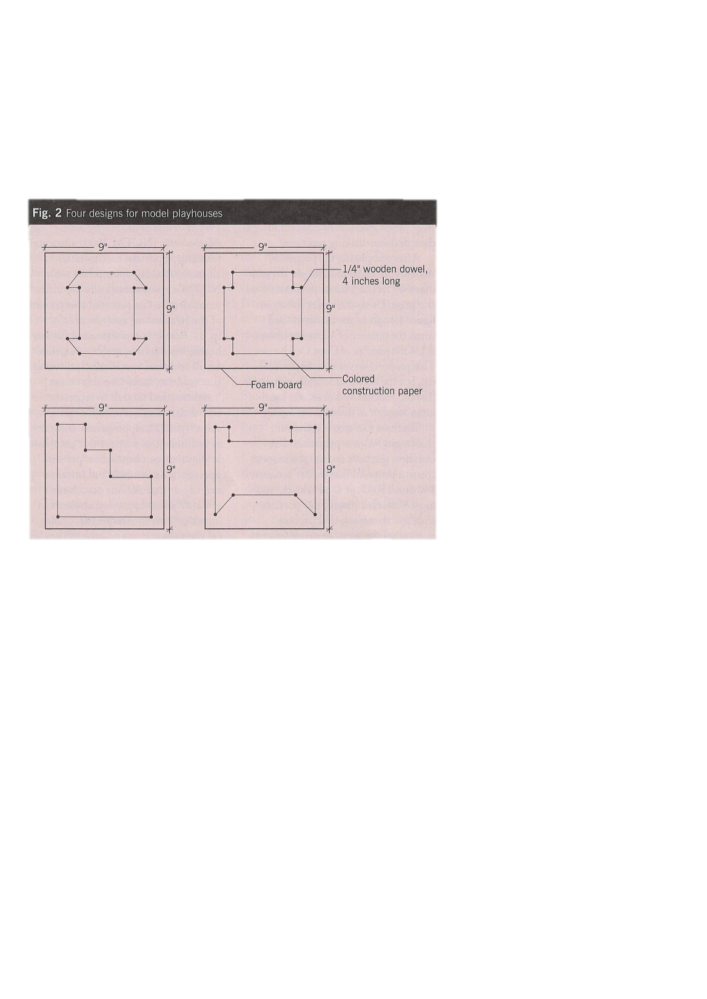 Fig. 2 Four designs for model playhouses
9"
9"
1/4" wooden dowel,
4 inches long
9"
9"
Colored
construction paper
Foam board
9"
9"
9"
9"